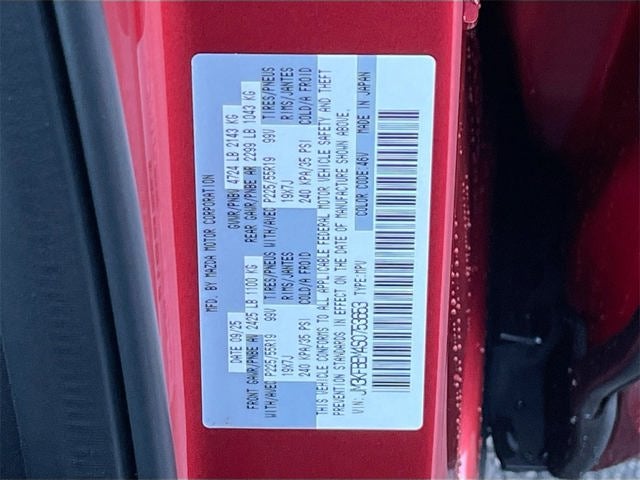 MFD. BY MAZDA MOTOR CORPORATION
DATE 09/25 GVWR/PNBV 4724 LB 2143 KG
FRONT GAWR/PNBE AV 2425 LB 1100 KG REAR GAWR/PNBE AR 2299 LB 1043 KG
WITH/AVEC P225/55R19 99V TIRES/PNEUS WITH/AVEC P225/55R19 99V TIRES/PNEUS
19X7J RIMS/JANTES 19X7J RIMS/JANTES
240 KPA/35 PSI COLD/A FROID 240 KPA/35 PSI COLD/A FROID
THIS VEHICLE CONFORMS TO ALL APPLICABLE FEDERAL MOTOR VEHICLE SAFETY AND THEFT
PREVENTION STANDARDS IN EFFECT ON THE DATE OF MANUFACTURE SHOWN ABOVE.
VIN: TYPE:MPV COLOR CODE:46V MADE IN JAPAN